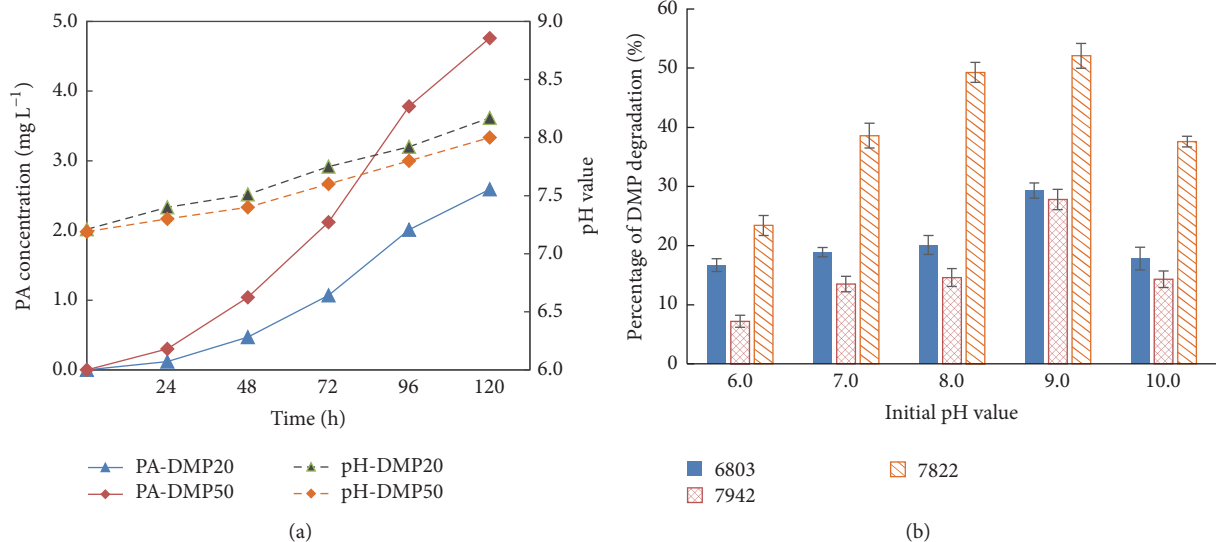 5.0
4.0
3.0
2.0
1.0
0.0
PA concentration (mg L−1)
9.0
8.5
8.0
7.5
7.0
6.5
6.0
pH value
24 48 72 96 120
Time (h)
PA-DMP20 pH-DMP20
PA-DMP50 pH-DMP50
(a)
60
50
40
30
20
10
0
Percentage of DMP degradation (%)
6.0 7.0 8.0 9.0 10.0
Initial pH value
6803 7822
7942
(b)